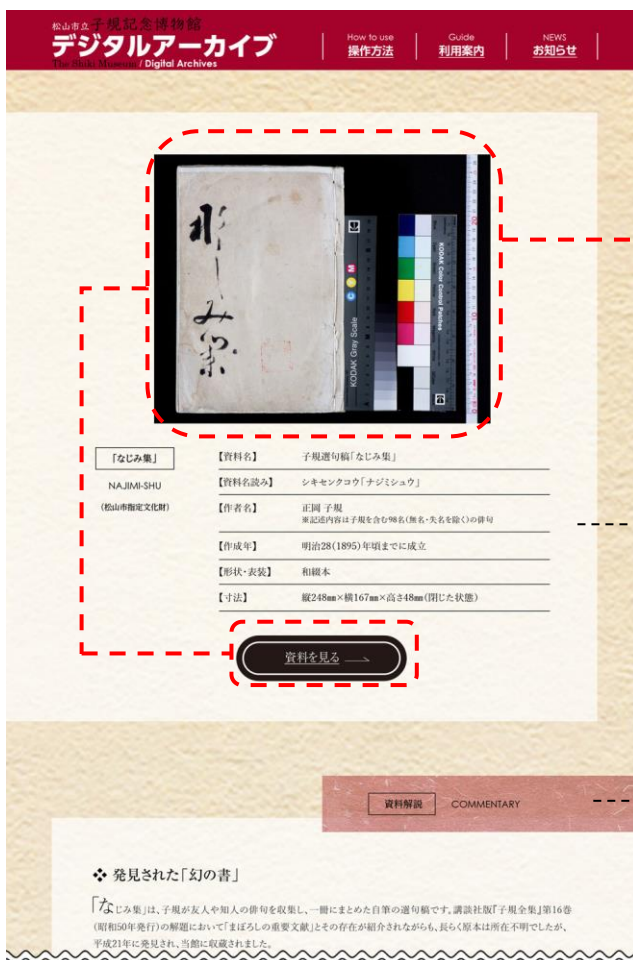 松山市立子規記念博物館
デジタルアーカイブ
The Shiki Museum / Digital Archives
How to use
操作方法
Guide
利用案内
NEWS
お知らせ
なじみ集
KODAK Gray Scale
C Y M
KODAK Color Control Patches
「なじみ集」
NAJIMI-SHU
(松山市指定文化財)
【資料名】 子規選句稿「なじみ集」
【資料名読み】 シキセンクコウ「ナジミシュウ」
【作者名】 正岡 子規
※記述内容は子規を含む98名(無名・失名を除く)の俳句
【作成年】 明治28(1895)年頃までに成立
【形状・表装】 和綴本
【寸法】 縦248㎜×横167㎜×高さ48㎜(閉じた状態)
資料を見る
資料解説 COMMENTARY
❖ 発見された「幻の書」
「なじみ集」は、子規が友人や知人の俳句を収集し、一冊にまとめた自筆の選句稿です。講談社版『子規全集』第16巻
(昭和50年発行)の解題において「まぼろしの重要文献」とその存在が紹介されながらも、長らく原本は所在不明でしたが、
平成21年に発見され、当館に収蔵されました。